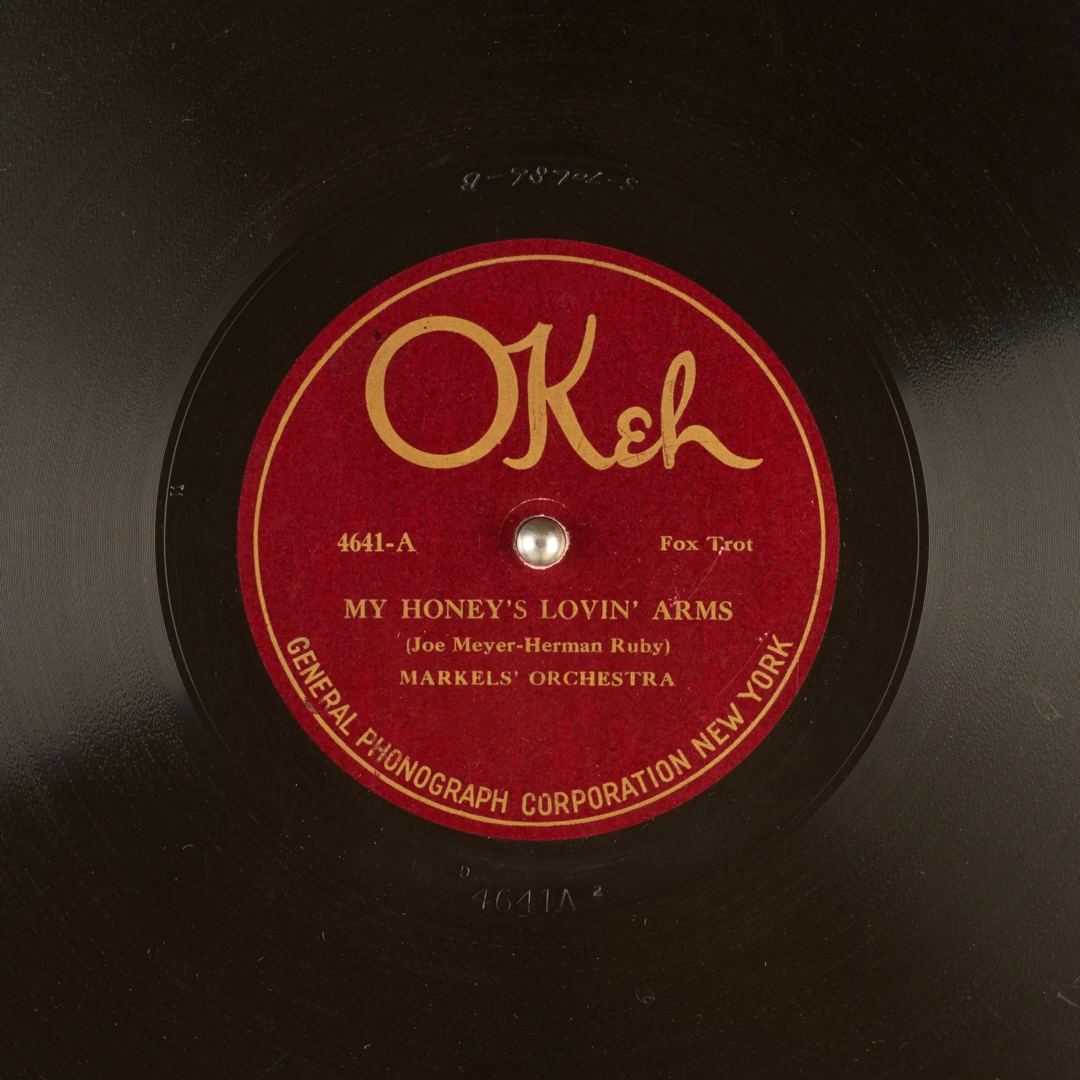 OKeh
4641-A
Fox Trot
MY HONEY'S LOVIN' ARMS
(Joe Meyer-Herman Ruby)
MARKELS' ORCHESTRA
GENERAL PHONOGRAPH CORPORATION NEW YORK
D
4641A 2